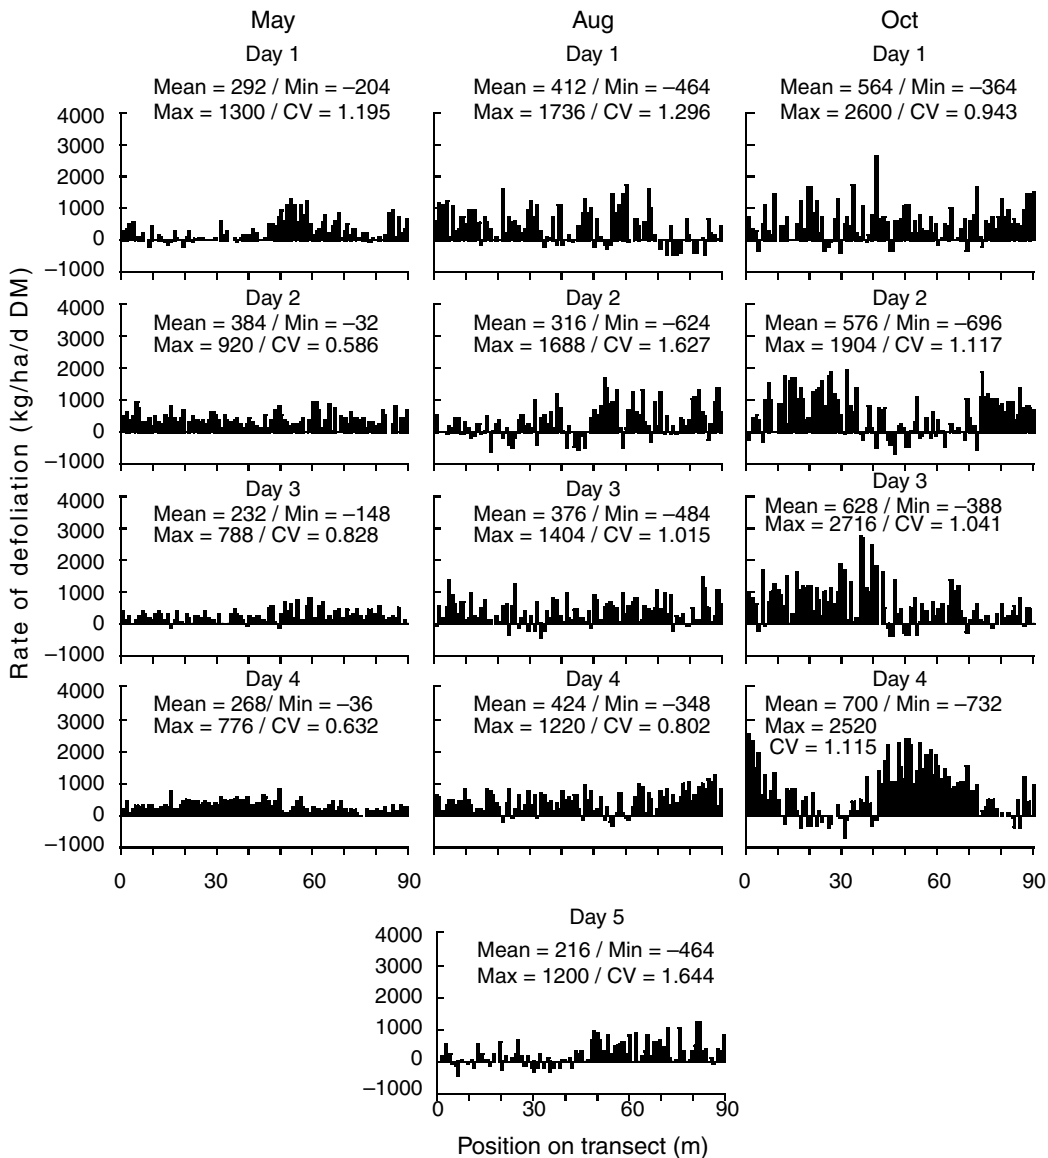 May
Aug
Oct
Day 1
Mean = 292 / Min = –204
Max = 1300 / CV = 1.195
Day 1
Mean = 412 / Min = –464
Max = 1736 / CV = 1.296
Day 1
Mean = 564 / Min = –364
Max = 2600 / CV = 0.943
4000
3000
2000
1000
0
–1000
Day 2
Mean = 384 / Min = –32
Max = 920 / CV = 0.586
Day 2
Mean = 316 / Min = –624
Max = 1688 / CV = 1.627
Day 2
Mean = 576 / Min = –696
Max = 1904 / CV = 1.117
4000
3000
2000
1000
0
–1000
Day 3
Mean = 232 / Min = –148
Max = 788 / CV = 0.828
Day 3
Mean = 376 / Min = –484
Max = 1404 / CV = 1.015
Day 3
Mean = 628 / Min = –388
Max = 2716 / CV = 1.041
4000
3000
2000
1000
0
–1000
Day 4
Mean = 268/ Min = –36
Max = 776 / CV = 0.632
Day 4
Mean = 424 / Min = –348
Max = 1220 / CV = 0.802
Day 4
Mean = 700 / Min = –732
Max = 2520
CV = 1.115
4000
3000
2000
1000
0
–1000
0 30 60 90
0 30 60 90
Day 5
Mean = 216 / Min = –464
Max = 1200 / CV = 1.644
4000
3000
2000
1000
0
–1000
0 30 60 90
Position on transect (m)
Rate of defoliation (kg/ha/d DM)